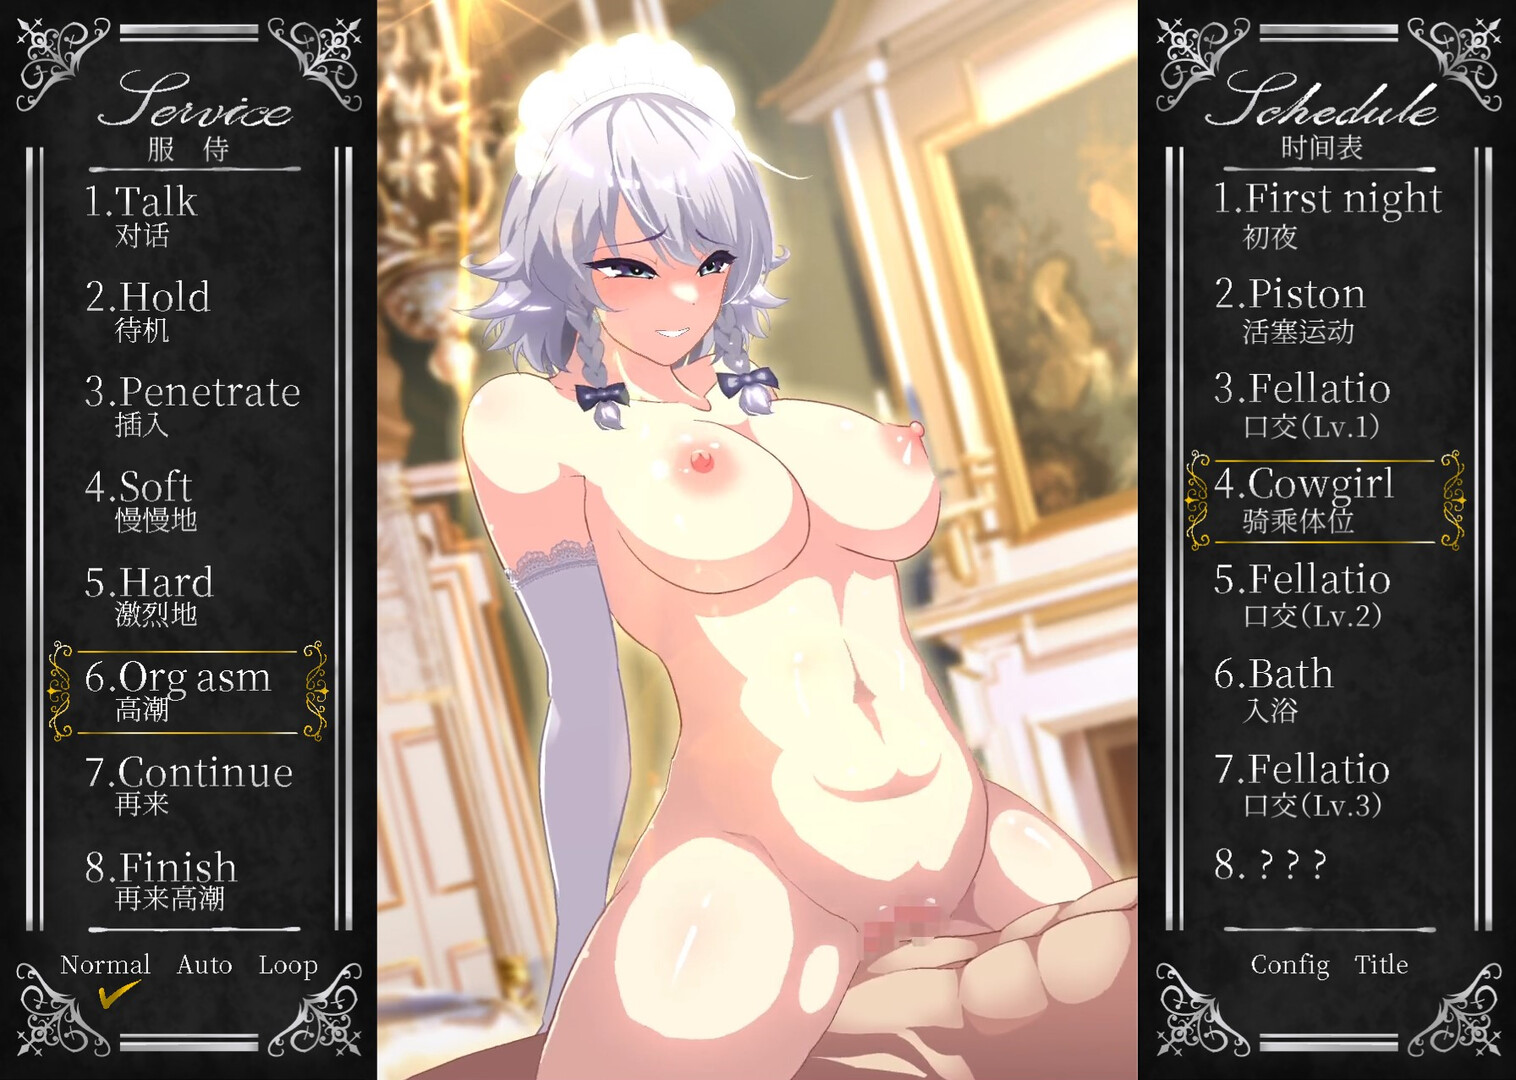 Service
服 侍
1.Talk
对话
2.Hold
待机
3.Penetrate
插入
4.Soft
慢慢地
5.Hard
激烈地
6.Org asm
高潮
7.Continue
再来
8.Finish
再来高潮
Normal Auto Loop
Schedule
时间表
1.First night
初夜
2.Piston
活塞运动
3.Fellatio
口交(Lv.1)
4.Cowgirl
骑乘体位
5.Fellatio
口交(Lv.2)
6.Bath
入浴
7.Fellatio
口交(Lv.3)
8.???
Config Title